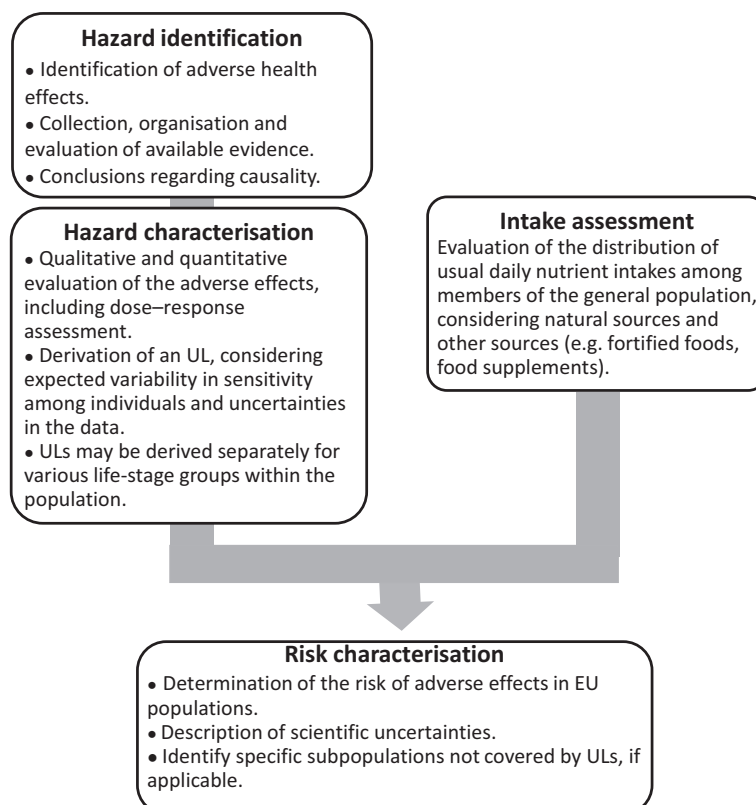 Hazard identification
● Identification of adverse health
effects.
● Collection, organisation and
evaluation of available evidence.
● Conclusions regarding causality.
Hazard characterisation
● Qualitative and quantitative
evaluation of the adverse effects,
including dose–response
assessment.
● Derivation of an UL, considering
expected variability in sensitivity
among individuals and uncertainties
in the data.
● ULs may be derived separately for
various life-stage groups within the
population.
Intake assessment
Evaluation of the distribution of
usual daily nutrient intakes among
members of the general population,
considering natural sources and
other sources (e.g. fortified foods,
food supplements).
Risk characterisation
● Determination of the risk of adverse effects in EU
populations.
● Description of scientific uncertainties.
● Identify specific subpopulations not covered by ULs, if
applicable.